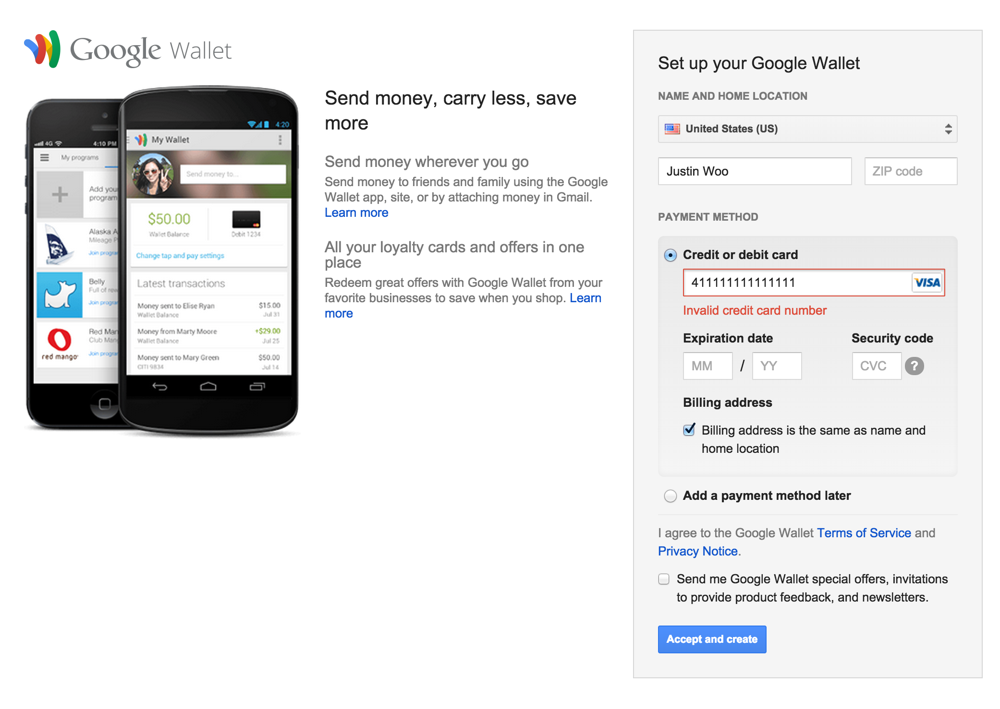 Google Wallet
4G 4:10 PM
My programs
Add your
program
Alaska A
Mileage P
Join progra
Belly
Full of rew
Join progra
Red Man
Club Mang
Join progra
red mango
4:20
My Wallet
Send money to...
$50.00
Wallet Balance
Debit 1234
Change tap and pay settings
Latest transactions
Money sent to Elise Ryan $15.00
Wallet Balance Jul 31
Money from Marty Moore +$29.00
Wallet Balance Jul 25
Money sent to Mary Green $50.00
CITI 9834 Jul 14
Send money, carry less, save
more
Send money wherever you go
Send money to friends and family using the Google
Wallet app, site, or by attaching money in Gmail.
Learn more
All your loyalty cards and offers in one
place
Redeem great offers with Google Wallet from your
favorite businesses to save when you shop. Learn
more
Set up your Google Wallet
NAME AND HOME LOCATION
United States (US)
Justin Woo ZIP code
PAYMENT METHOD
Credit or debit card
411111111111111 VISA
Invalid credit card number
Expiration date Security code
MM / YY CVC ?
Billing address
Billing address is the same as name and
home location
Add a payment method later
I agree to the Google Wallet Terms of Service and
Privacy Notice.
Send me Google Wallet special offers, invitations
to provide product feedback, and newsletters.
Accept and create